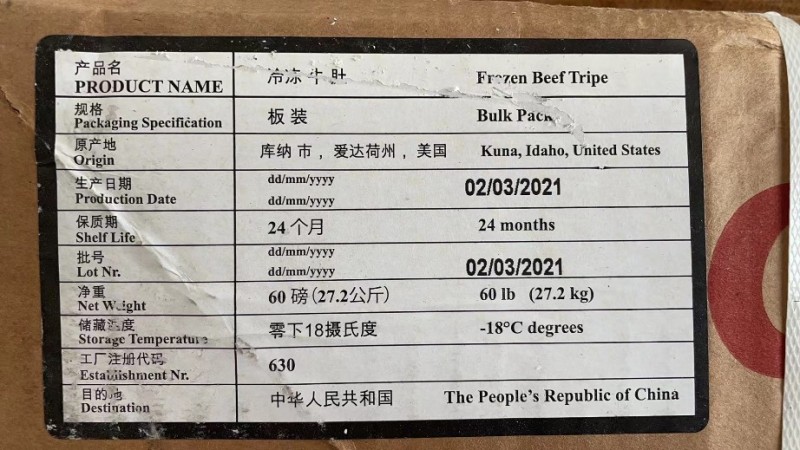 产品名
PRODUCT NAME
冷冻牛肚
Frozen Beef Tripe
规格
Packaging Specification
板装
Bulk Pack
原产地
Origin
库纳市，爱达荷州，美国
Kuna, Idaho, United States
生产日期
Production Date
dd/mm/yyyy
dd/mm/yyyy
02/03/2021
保质期
Shelf Life
24个月
24 months
批号
Lot Nr.
dd/mm/yyyy
dd/mm/yyyy
02/03/2021
净重
Net Weight
60磅(27.2公斤)
60 lb (27.2 kg)
储藏温度
Storage Temperature
零下18摄氏度
-18°C degrees
工厂注册代码
Establishment Nr.
630
目的地
Destination
中华人民共和国
The People's Republic of China